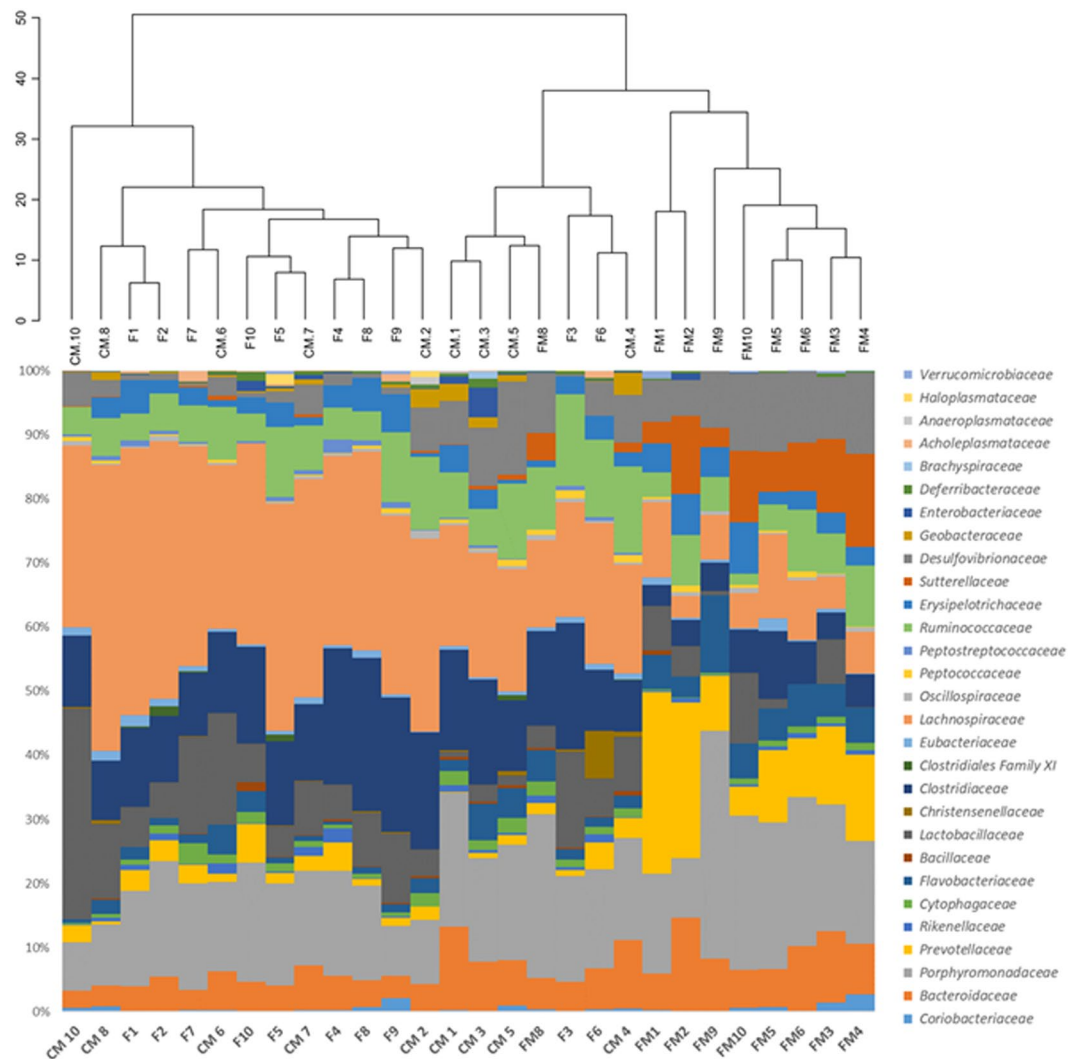 50
40
30
20
10
0
CM.10 CM.8 F1 F2 F7 CM.6 F10 F5 CM.7 F4 F8 F9 CM.2 CM.1 CM.3 CM.5 FM8 F3 F6 CM.4 FM1 FM2 FM9 FM10 FM5 FM6 FM3 FM4
100%
90%
80%
70%
60%
50%
40%
30%
20%
10%
0%
CM 10 CM 8 F1 F2 F7 CM 6 F10 F5 CM 7 F4 F8 F9 CM 2 CM 1 CM 3 CM 5 FM8 F3 F6 CM 4 FM1 FM2 FM9 FM10 FM5 FM6 FM3 FM4
Verrucomicrobiaceae
Haloplasmataceae
Anaeroplasmataceae
Acholeplasmataceae
Brachyspiraceae
Deferribacteraceae
Enterobacteriaceae
Geobacteraceae
Desulfovibrionaceae
Sutterellaceae
Erysipelotrichaceae
Ruminococcaceae
Peptostreptococcaceae
Peptococcaceae
Oscillospiraceae
Lachnospiraceae
Eubacteriaceae
Clostridiales Family XI
Clostridiaceae
Christensenellaceae
Lactobacillaceae
Bacillaceae
Flavobacteriaceae
Cytophagaceae
Rikenellaceae
Prevotellaceae
Porphyromonadaceae
Bacteroidaceae
Coriobacteriaceae